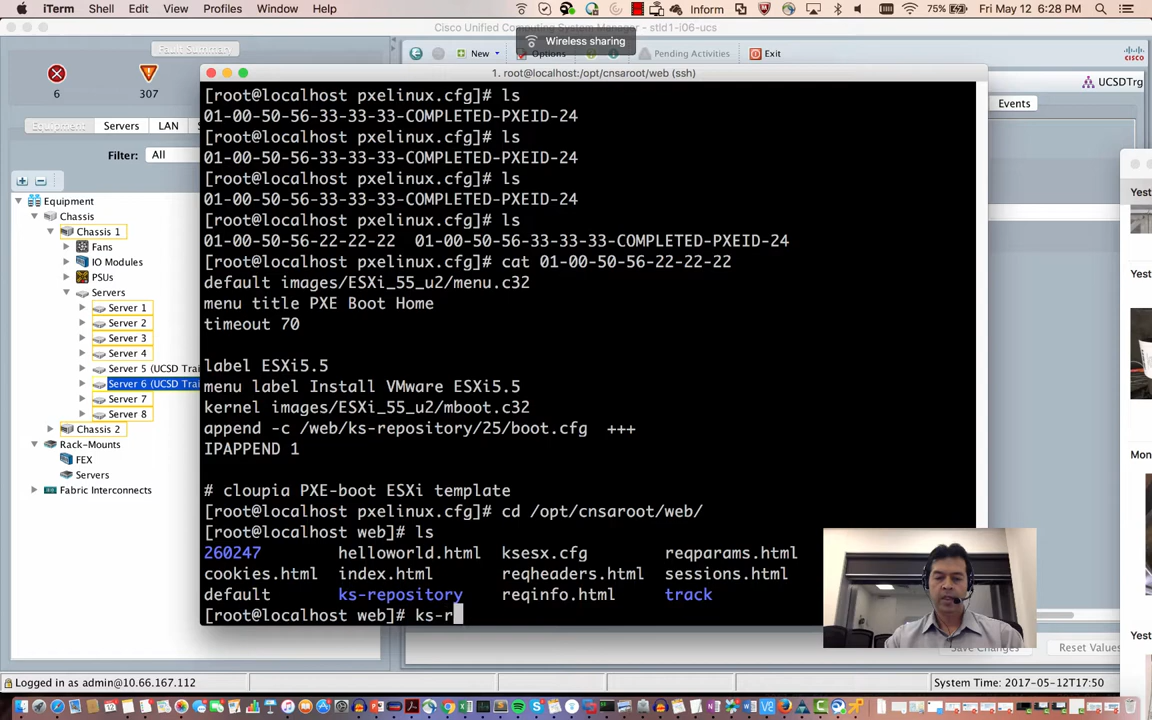 iTerm Shell Edit View Profiles Window Help Inform 75% Fri May 12 6:28 PM
Cisco Unified Computing System Manager - stld1-i06-ucs
Wireless sharing
Fault Summary
New Options Pending Activities Exit
cisco
6 307
1. root@localhost:/opt/cnsaroot/web (ssh)
UCSDTrg
Equipment Servers LAN
Events
Filter: All
Equipment
Chassis
Chassis 1
Fans
IO Modules
PSUs
Servers
Server 1
Server 2
Server 3
Server 4
Server 5 (UCSD Trai
Server 6 (UCSD Trai
Server 7
Server 8
Chassis 2
Rack-Mounts
FEX
Servers
Fabric Interconnects
[root@localhost pxelinux.cfg]# ls
01-00-50-56-33-33-33-COMPLETED-PXEID-24
[root@localhost pxelinux.cfg]# ls
01-00-50-56-33-33-33-COMPLETED-PXEID-24
[root@localhost pxelinux.cfg]# ls
01-00-50-56-33-33-33-COMPLETED-PXEID-24
[root@localhost pxelinux.cfg]# ls
01-00-50-56-22-22-22 01-00-50-56-33-33-33-COMPLETED-PXEID-24
[root@localhost pxelinux.cfg]# cat 01-00-50-56-22-22-22
default images/ESXi_55_u2/menu.c32
menu title PXE Boot Home
timeout 70
label ESXi5.5
menu label Install VMware ESXi5.5
kernel images/ESXi_55_u2/mboot.c32
append -c /web/ks-repository/25/boot.cfg +++
IPAPPEND 1
# cloupia PXE-boot ESXi template
[root@localhost pxelinux.cfg]# cd /opt/cnsaroot/web/
[root@localhost web]# ls
260247 helloworld.html ksesx.cfg reqparams.html
cookies.html index.html reqheaders.html sessions.html
default ks-repository reqinfo.html track
[root@localhost web]# ks-r
Yest
Yest
Mon
Yest
Save Changes Reset Values
Logged in as admin@10.66.167.112
System Time: 2017-05-12T17:50